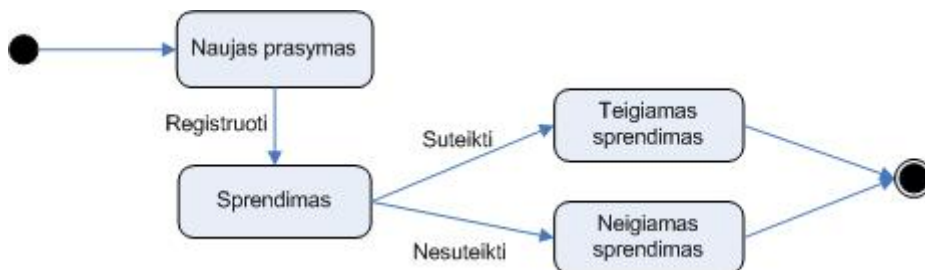 Naujas prasymas
Registruoti
Sprendimas
Suteikti
Nesuteikti
Teigiamas
sprendimas
Neigiamas
sprendimas